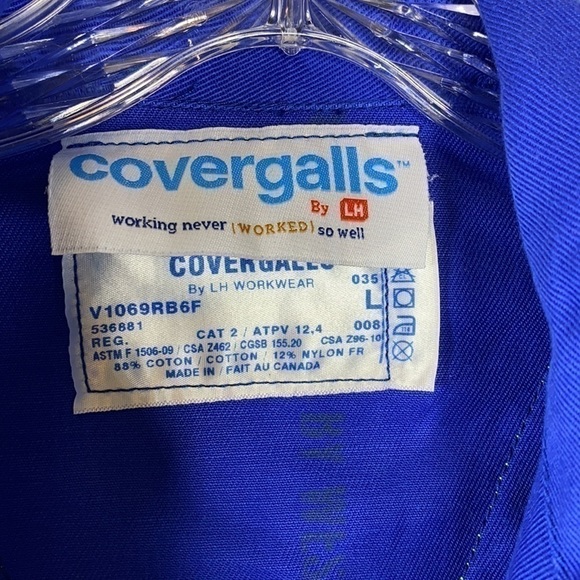 covergalls™
By LH
working never (WORKED) so well
COVERGALLS
By LH WORKWEAR
035
V1069RB6F
L
536881
REG.
CAT 2 / ATPV 12,4
008
ASTM F 1506-09 / CSA Z462 / CGSB 155.20 CSA Z96-10
88% COTON / COTTON / 12% NYLON FR
MADE IN / FAIT AU CANADA